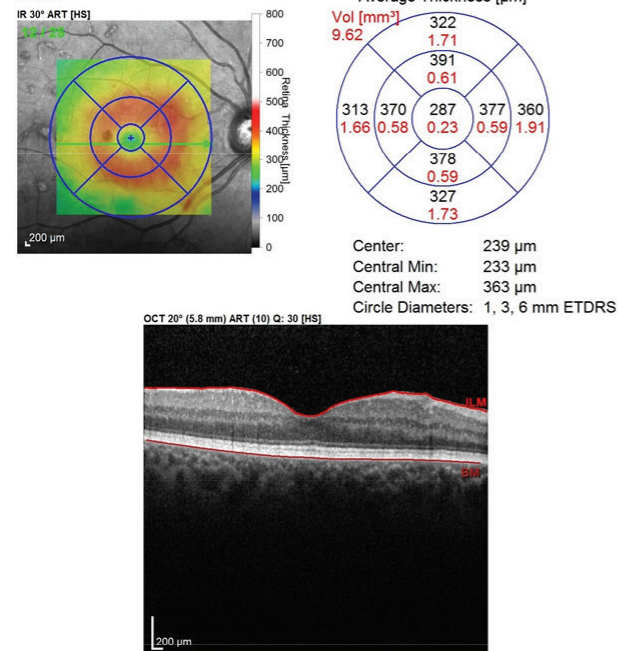 Average Thickness [µm]
IR 30° ART [HS]
800
700
600
500
400
300
200
100
0
Retina Thickness [µm]
200 µm
Vol [mm³]
9.62
322
1.71
391
0.61
313 370 287 377 360
1.66 0.58 0.23 0.59 1.91
378
0.59
327
1.73
Center: 239 µm
Central Min: 233 µm
Central Max: 363 µm
Circle Diameters: 1, 3, 6 mm ETDRS
OCT 20° (5.8 mm) ART (10) Q: 30 [HS]
ILM
BM
200 µm